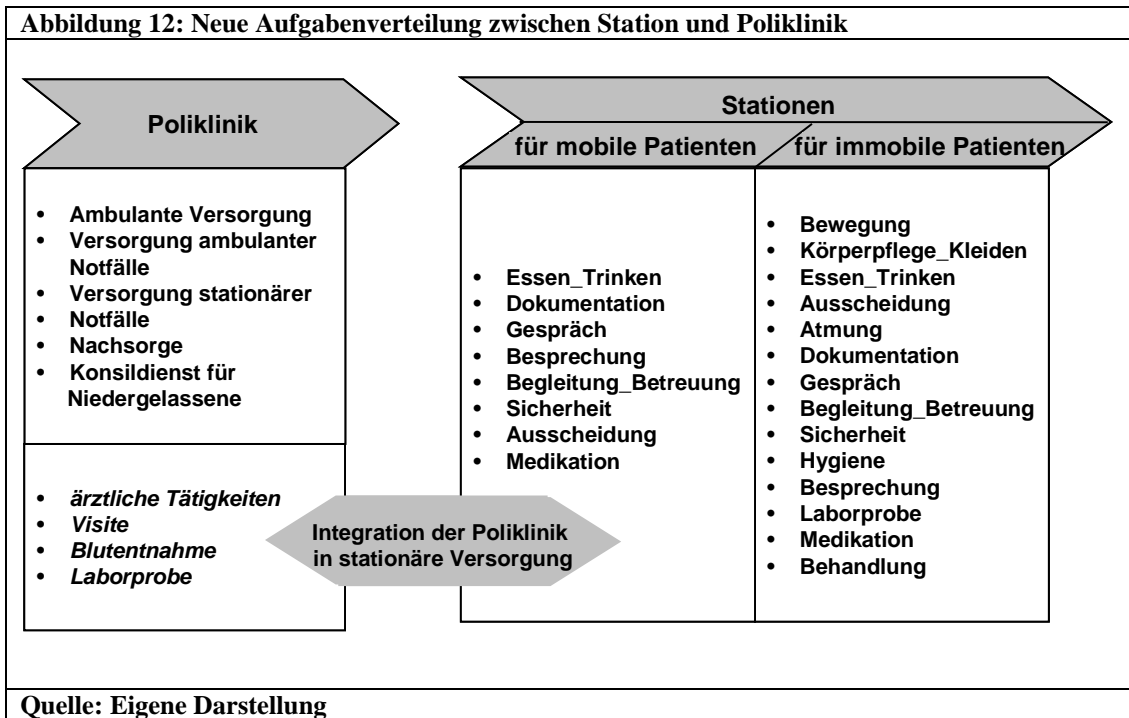 Abbildung 12: Neue Aufgabenverteilung zwischen Station und Poliklinik
Poliklinik
• Ambulante Versorgung
• Versorgung ambulanter
Notfälle
• Versorgung stationärer
• Notfälle
• Nachsorge
• Konsildienst für
Niedergelassene
• ärztliche Tätigkeiten
• Visite
• Blutentnahme
• Laborprobe
Integration der Poliklinik
in stationäre Versorgung
Stationen
für mobile Patienten
• Essen_Trinken
• Dokumentation
• Gespräch
• Besprechung
• Begleitung_Betreuung
• Sicherheit
• Ausscheidung
• Medikation
für immobile Patienten
• Bewegung
• Körperpflege_Kleiden
• Essen_Trinken
• Ausscheidung
• Atmung
• Dokumentation
• Gespräch
• Begleitung_Betreuung
• Sicherheit
• Hygiene
• Besprechung
• Laborprobe
• Medikation
• Behandlung
Quelle: Eigene Darstellung